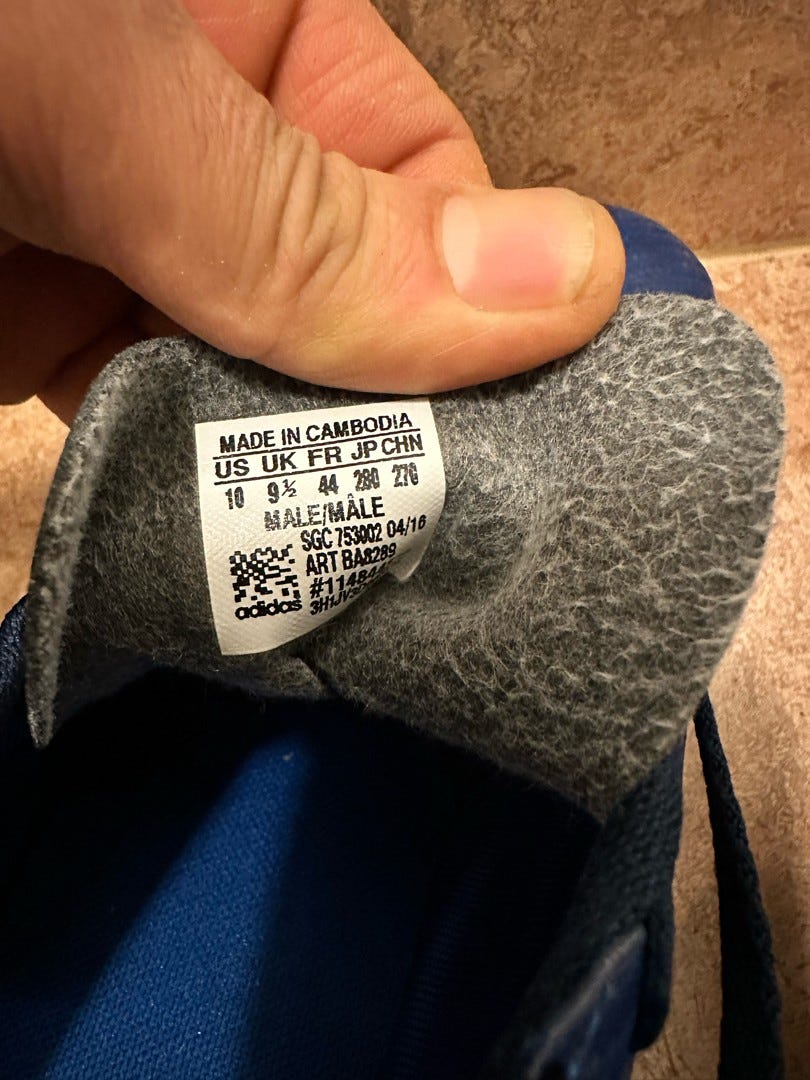 MADE IN CAMBODIA
US UK FR JP CHN
10 9½ 44 280 270
MALE/MÂLE
SGC 753002 04/16
ART BA8289
adidas